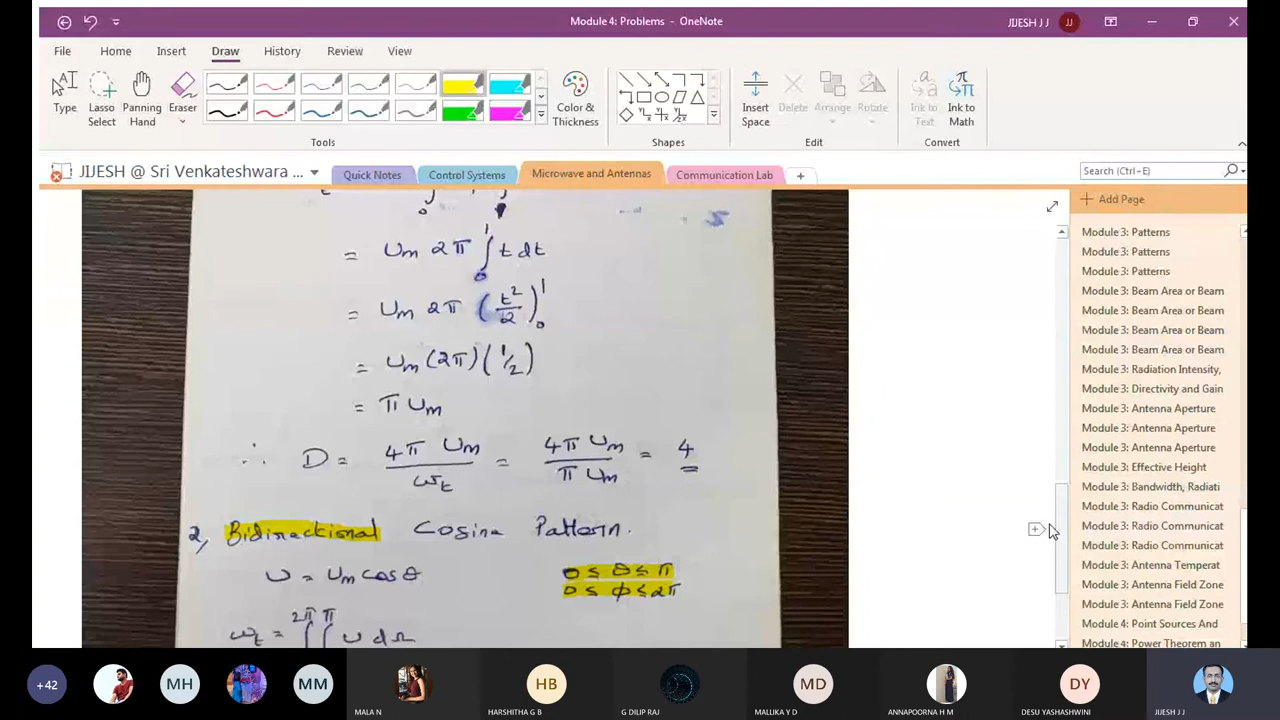 Module 4: Problems - OneNote
JIJESH J J
JJ
File Home Insert Draw History Review View
Type
Lasso Select
Panning Hand
Eraser
Color & Thickness
Insert Space
Delete
Arrange
Rotate
Ink to Text
Ink to Math
Tools
Shapes
Edit
Convert
JIJESH @ Sri Venkateshwara
Quick Notes
Control Systems
Microwave and Antennas
Communication Lab
Search (Ctrl+E)
Add Page
= Um 2π ∫₀¹ t dt
= Um 2π (t²/2)₀¹
= Um (2π) (1/2)
= π Um
∴ D = 4π Um / ωt = 4π Um / π Um = 4
2, Bidirectional Cosine Pattern.
U = Um cosθ
0 ≤ θ ≤ π
0 ≤ φ ≤ 2π
ωt = ∫∫ U dΩ
2π π
Module 3: Patterns
Module 3: Patterns
Module 3: Patterns
Module 3: Beam Area or Beam
Module 3: Beam Area or Beam
Module 3: Beam Area or Beam
Module 3: Beam Area or Beam
Module 3: Radiation Intensity,
Module 3: Directivity and Gain
Module 3: Antenna Aperture
Module 3: Antenna Aperture
Module 3: Antenna Aperture
Module 3: Effective Height
Module 3: Bandwidth, Radiati
Module 3: Radio Communicat
Module 3: Radio Communicat
Module 3: Radio Communicat
Module 3: Antenna Temperat
Module 3: Antenna Field Zone
Module 3: Antenna Field Zone
Module 4: Point Sources And
Module 4: Power Theorem an
+42
MH
MM
MALA N
HB
HARSHITHA G B
G DILIP RAJ
MD
MALLIKA Y D
ANNAPOORNA H M
DY
DESU YASHASHWINI
JIJESH J J